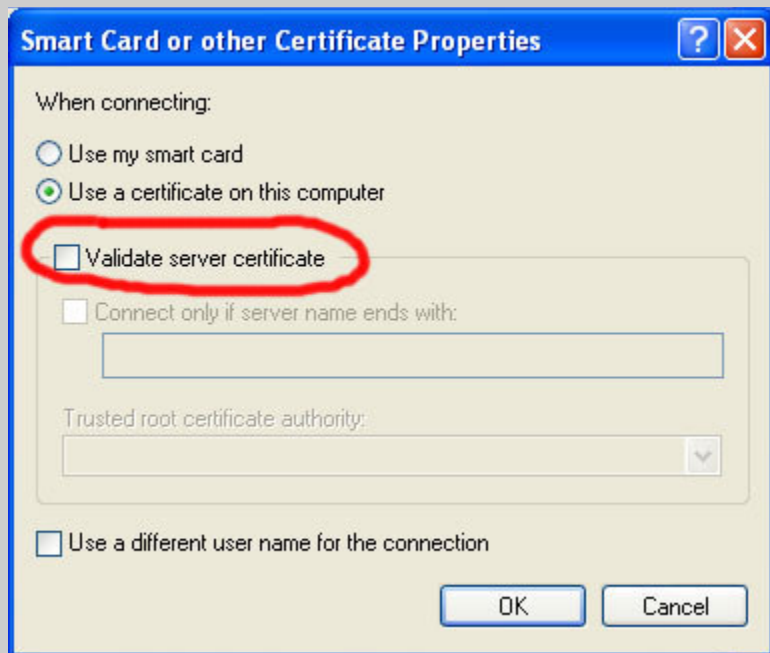 Smart Card or other Certificate Properties
When connecting:
Use my smart card
Use a certificate on this computer
Validate server certificate
Connect only if server name ends with:
Trusted root certificate authority:
Use a different user name for the connection
OK
Cancel